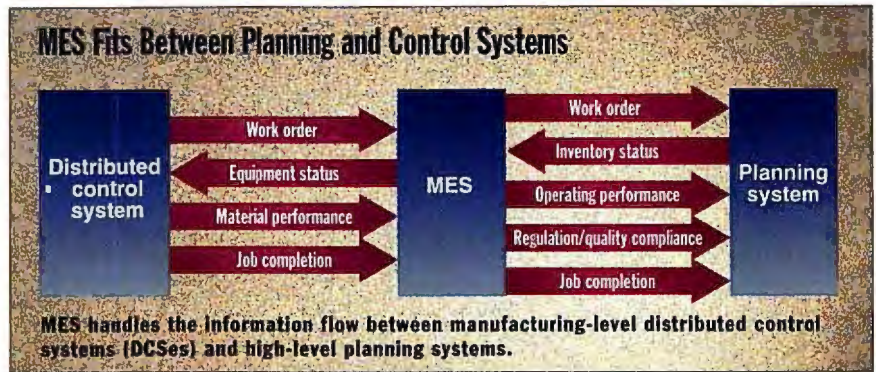 MES Fits Between Planning and Control Systems
Distributed
control
system
Work order
Equipment status
Material performance
Job completion
MES
Work order
Inventory status
Operating performance
Regulation/quality compliance
Job completion
Planning
system
MES handles the information flow between manufacturing-level distributed control
systems (DCSes) and high-level planning systems.